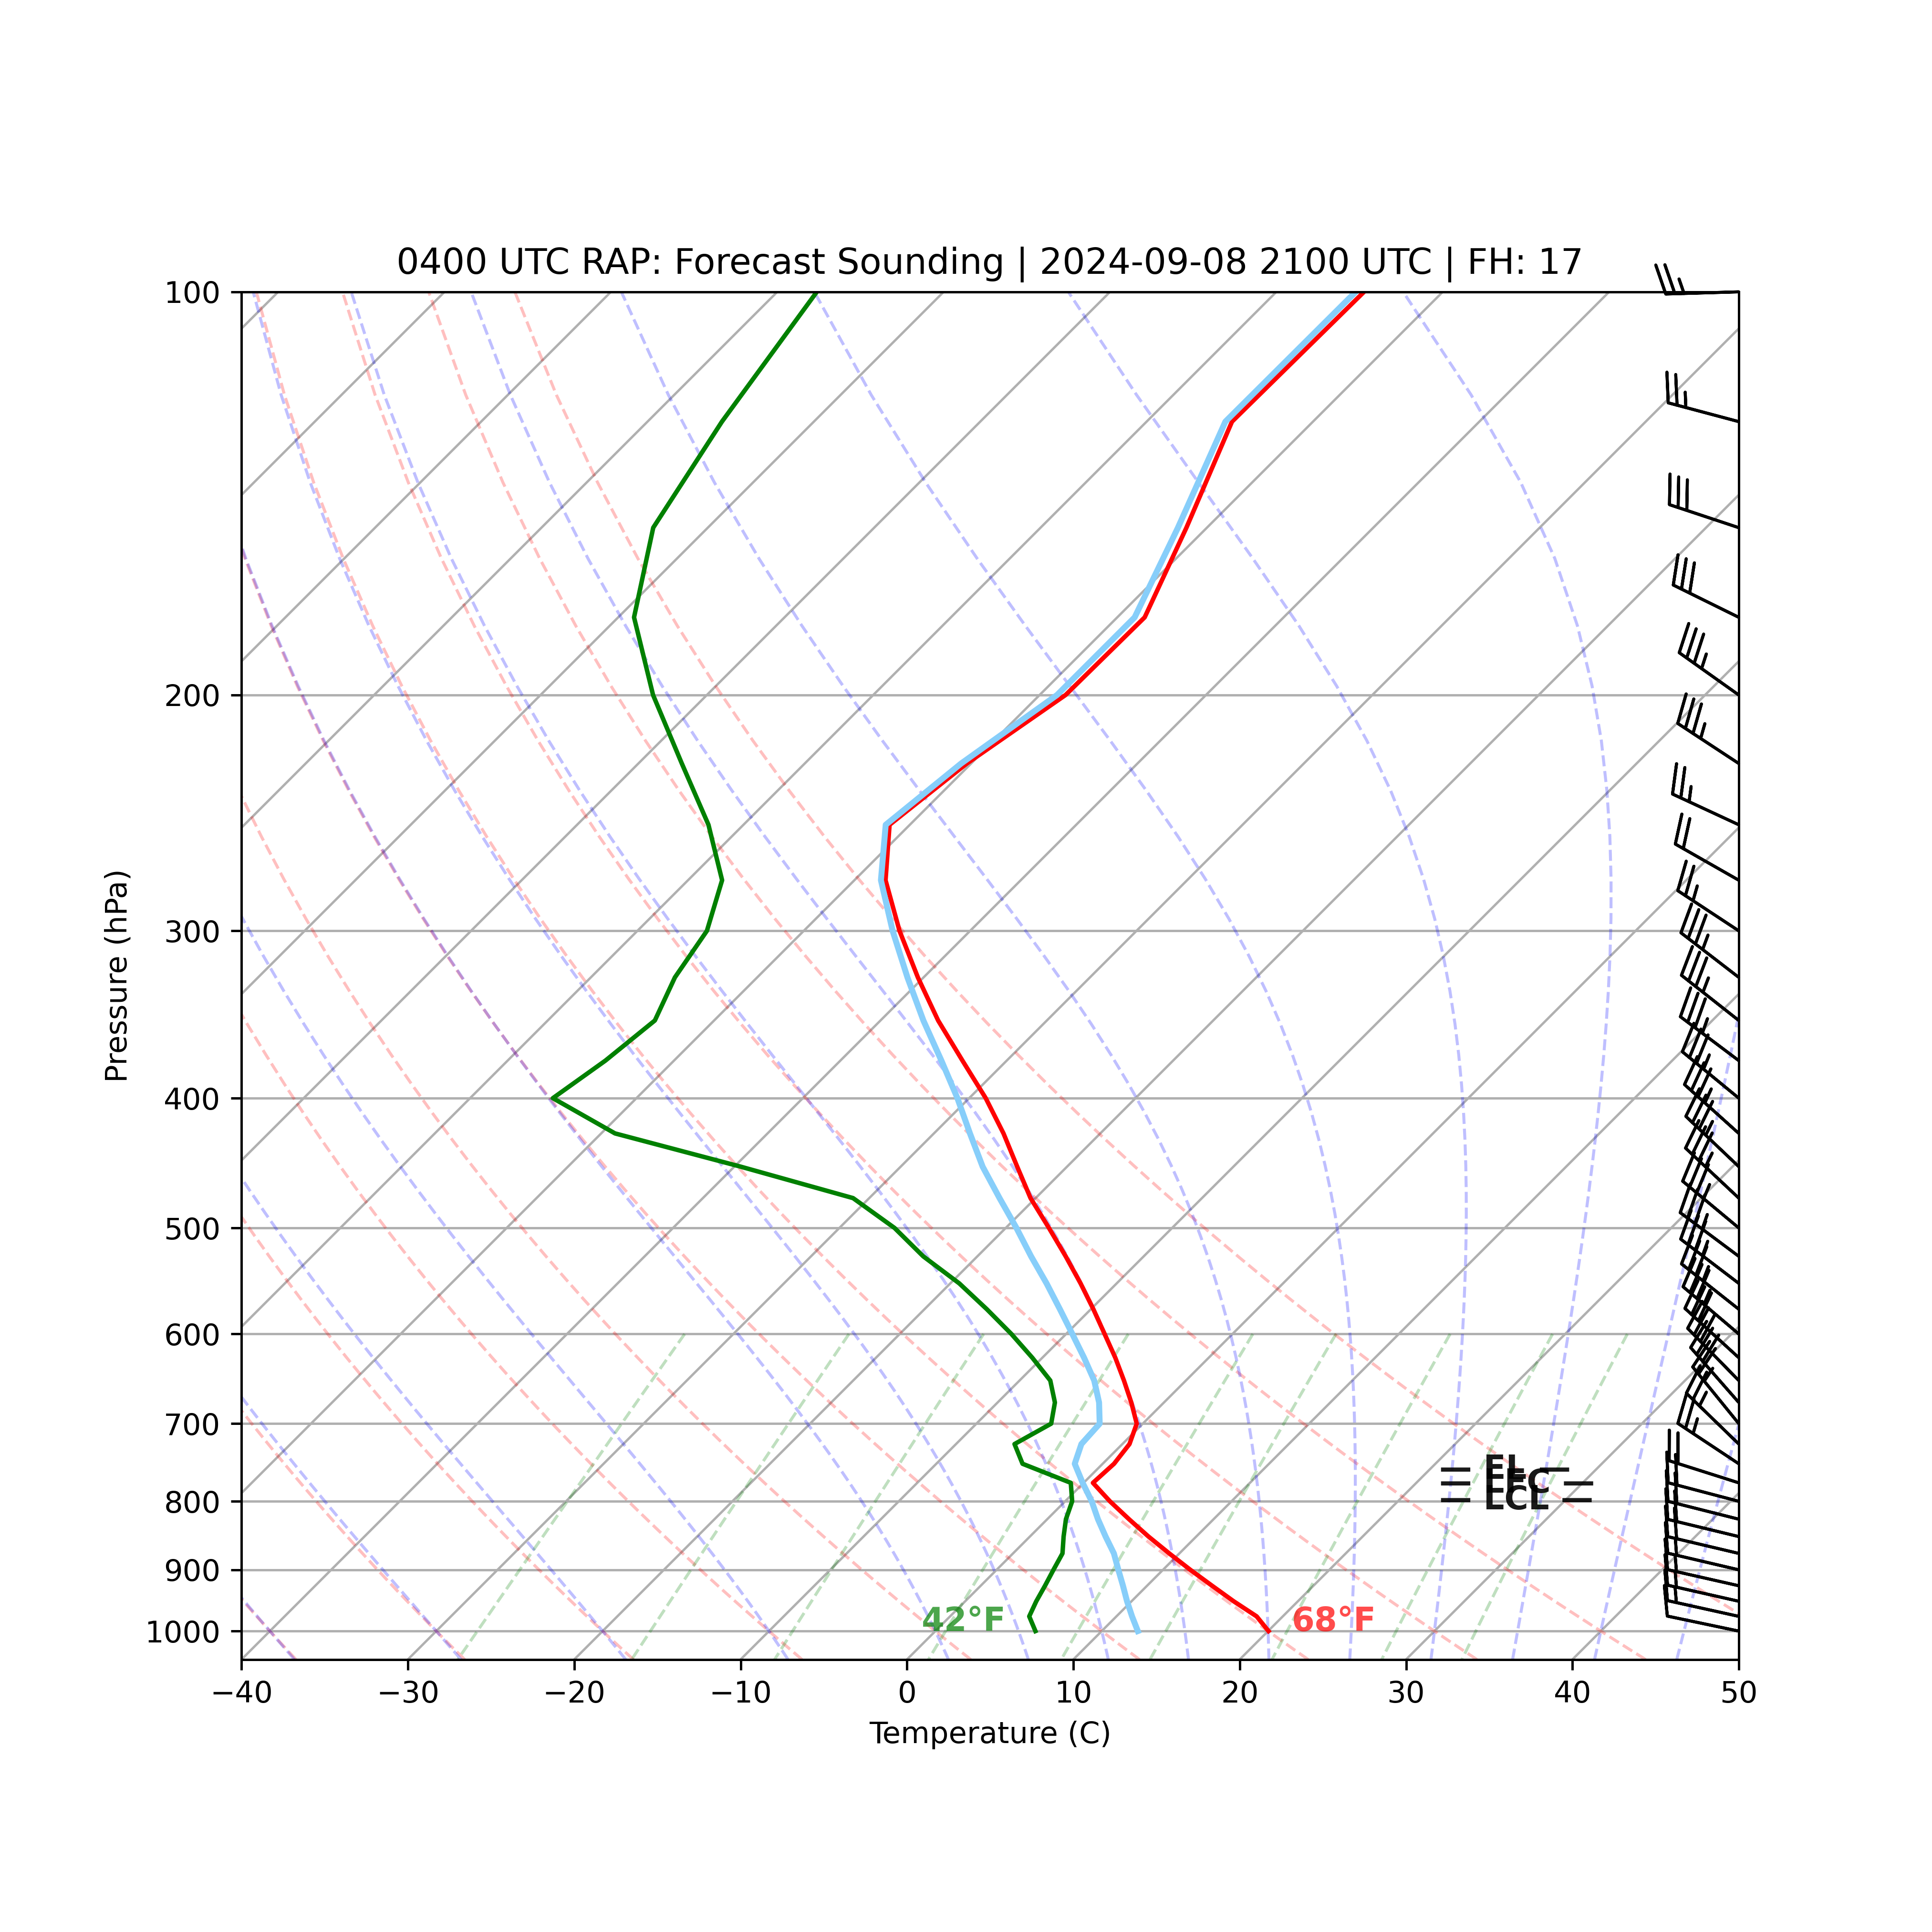 0400 UTC RAP: Forecast Sounding | 2024-09-08 2100 UTC | FH: 17
100
200
300
400
500
600
700
800
900
1000
Pressure (hPa)
EL
42°F
68°F
−40 −30 −20 −10 0 10 20 30 40 50
Temperature (C)